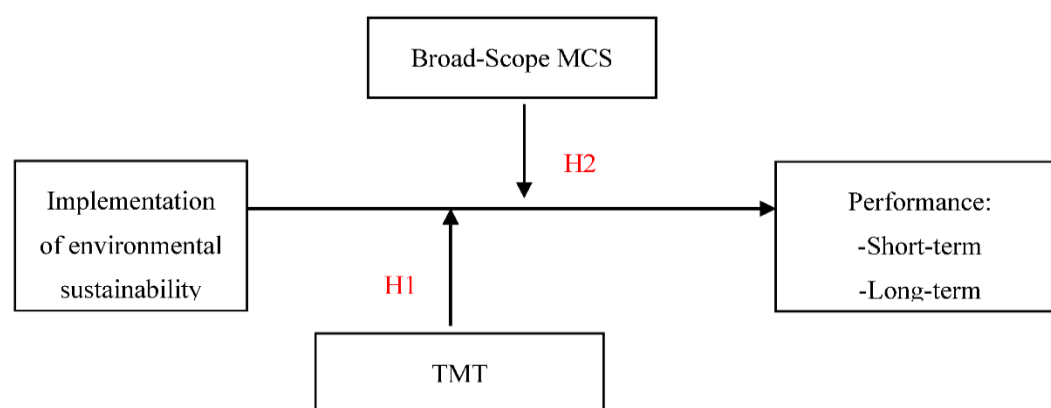 Broad-Scope MCS
H2
Implementation
of environmental
sustainability
Performance:
-Short-term
-Long-term
H1
TMT